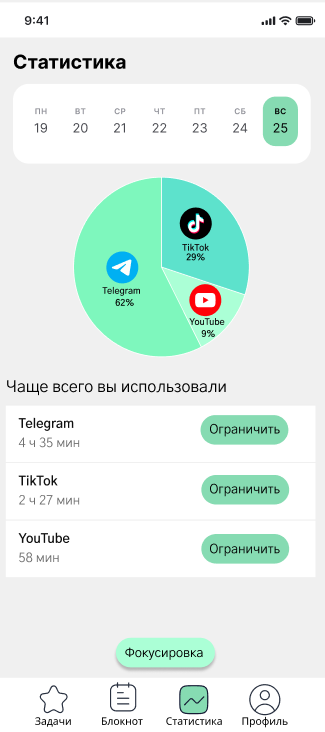 9:41
Статистика
ПН ВТ СР ЧТ ПТ СБ ВС
19 20 21 22 23 24 25
TikTok
29%
Telegram
62%
YouTube
9%
Чаще всего вы использовали
Telegram
Ограничить
4 ч 35 мин
TikTok
Ограничить
2 ч 27 мин
YouTube
Ограничить
58 мин
Фокусировка
Задачи Блокнот Статистика Профиль